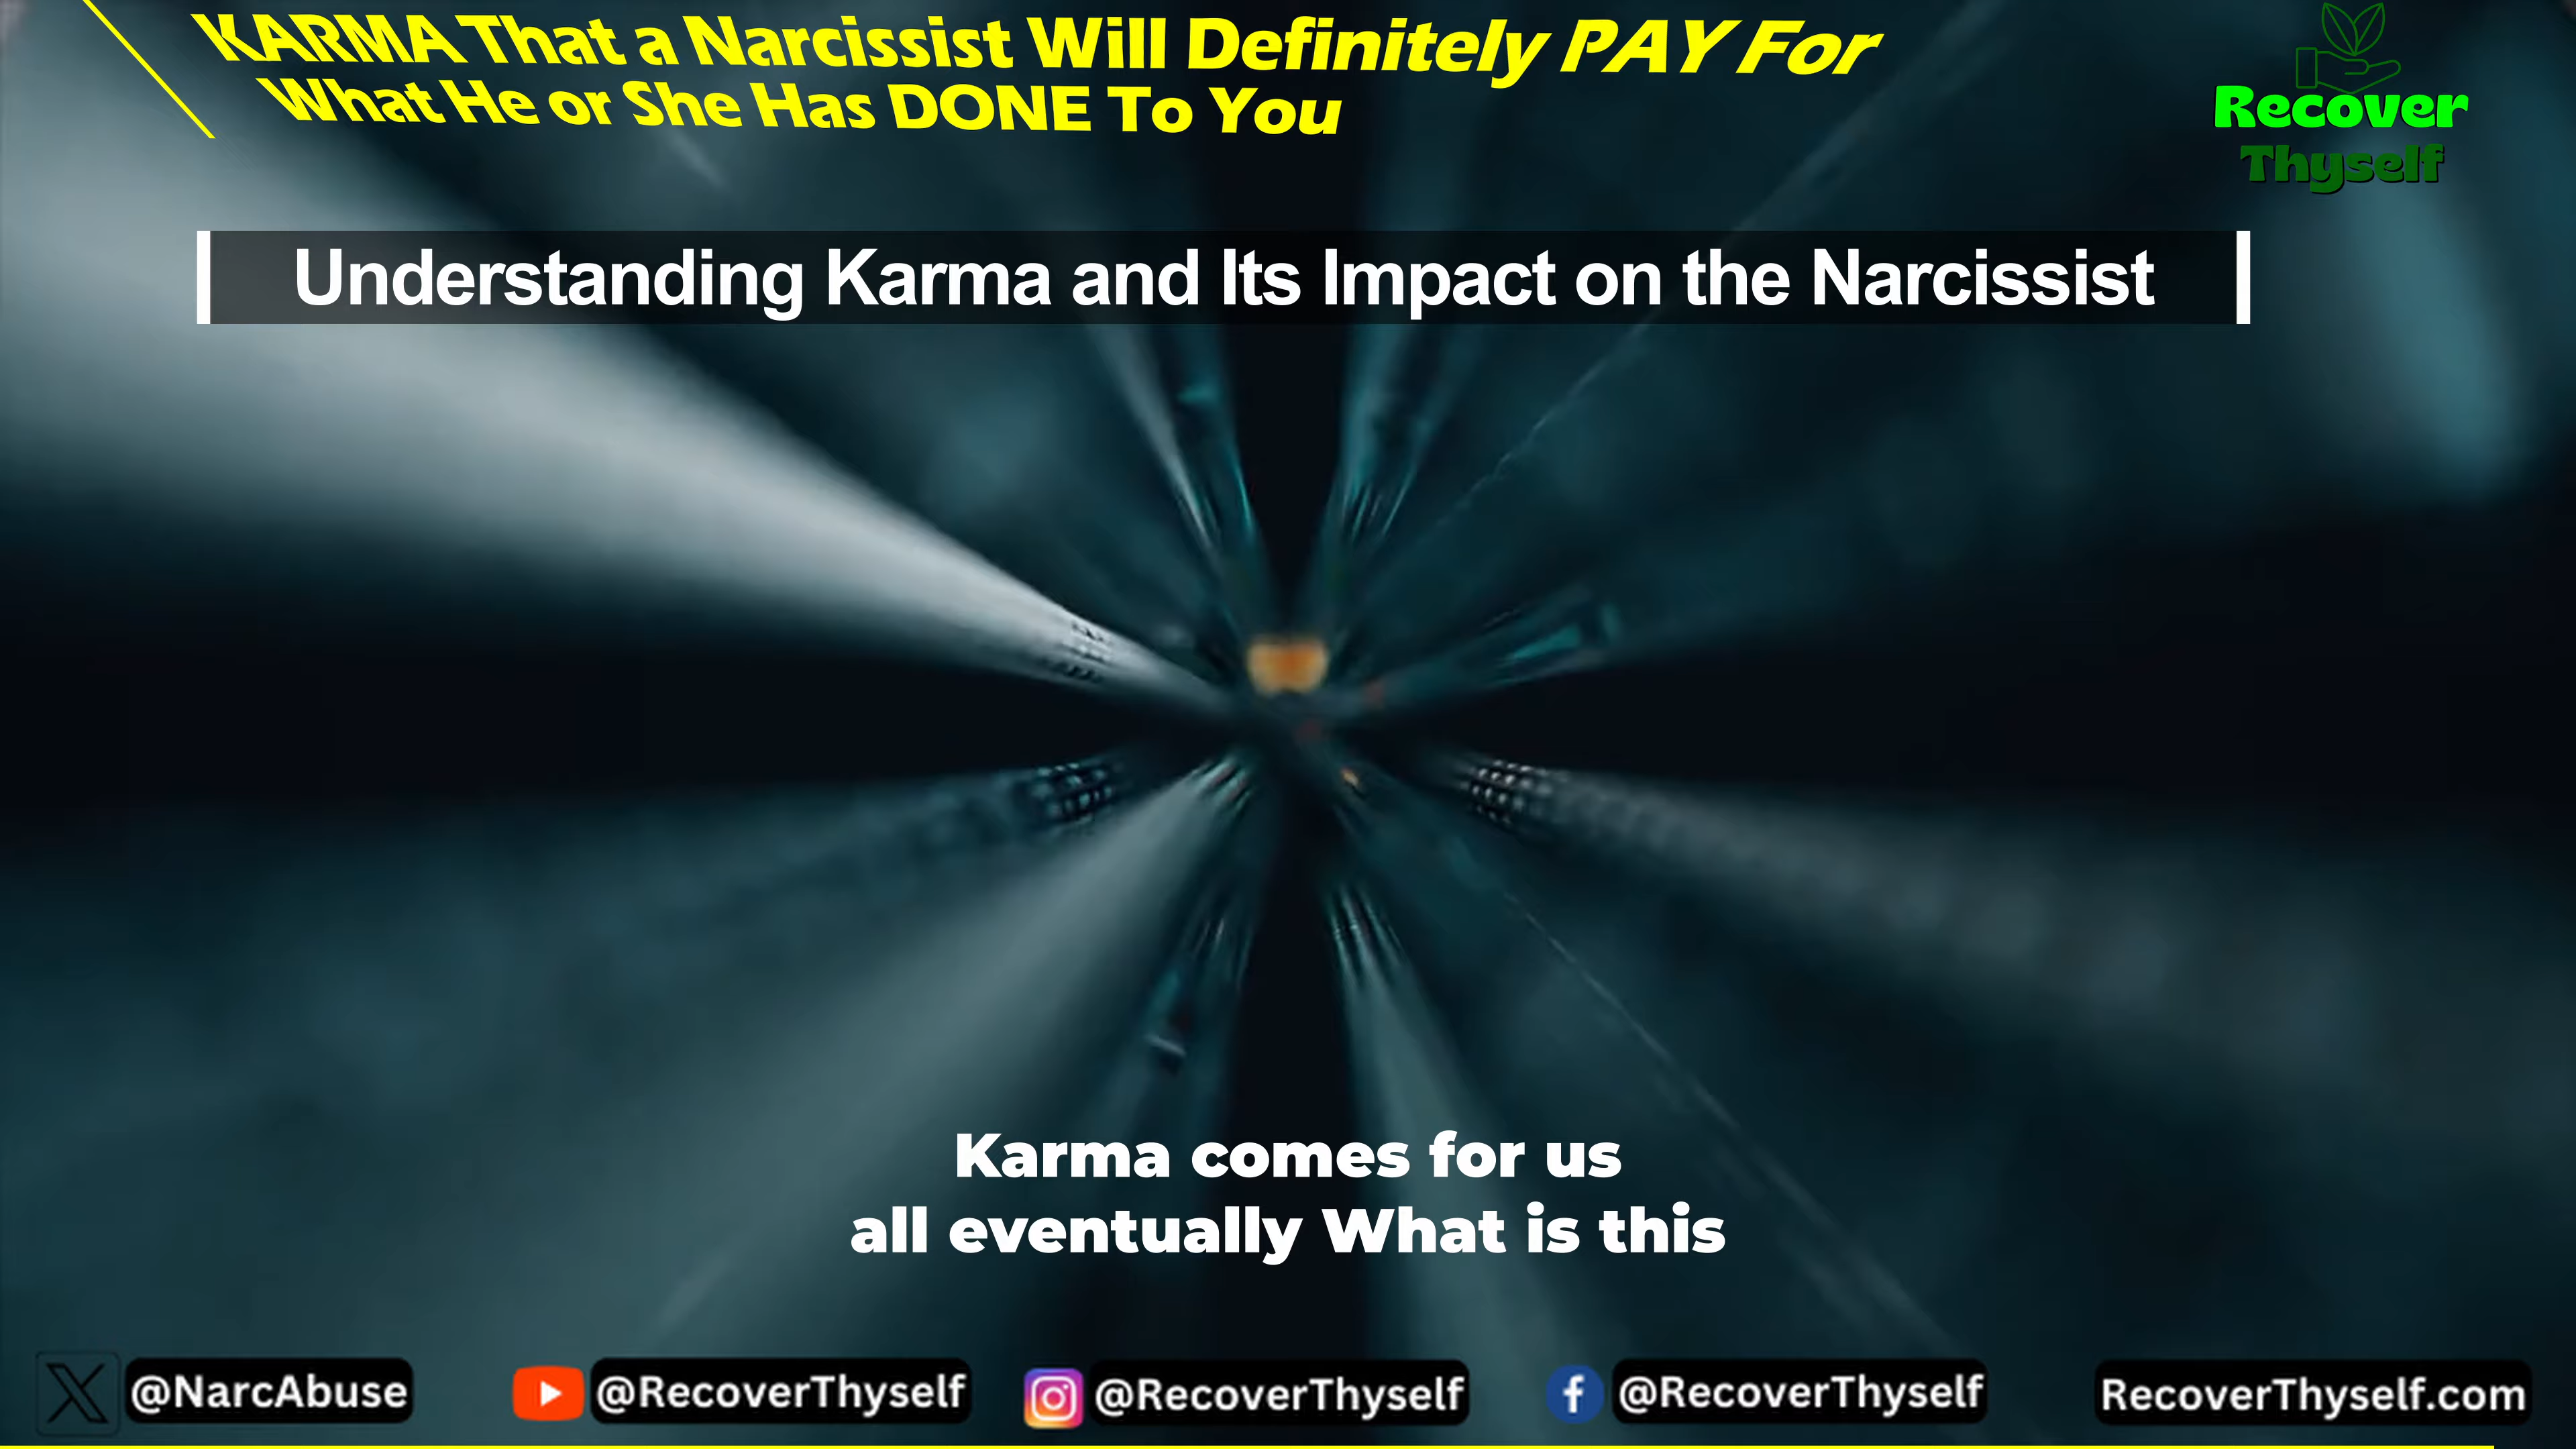 KARMA That a Narcissist Will Definitely PAY For
What He or She Has DONE To You
Recover
Thyself
Understanding Karma and Its Impact on the Narcissist
Karma comes for us
all eventually What is this
@NarcAbuse
@RecoverThyself
@RecoverThyself
@RecoverThyself
RecoverThyself.com